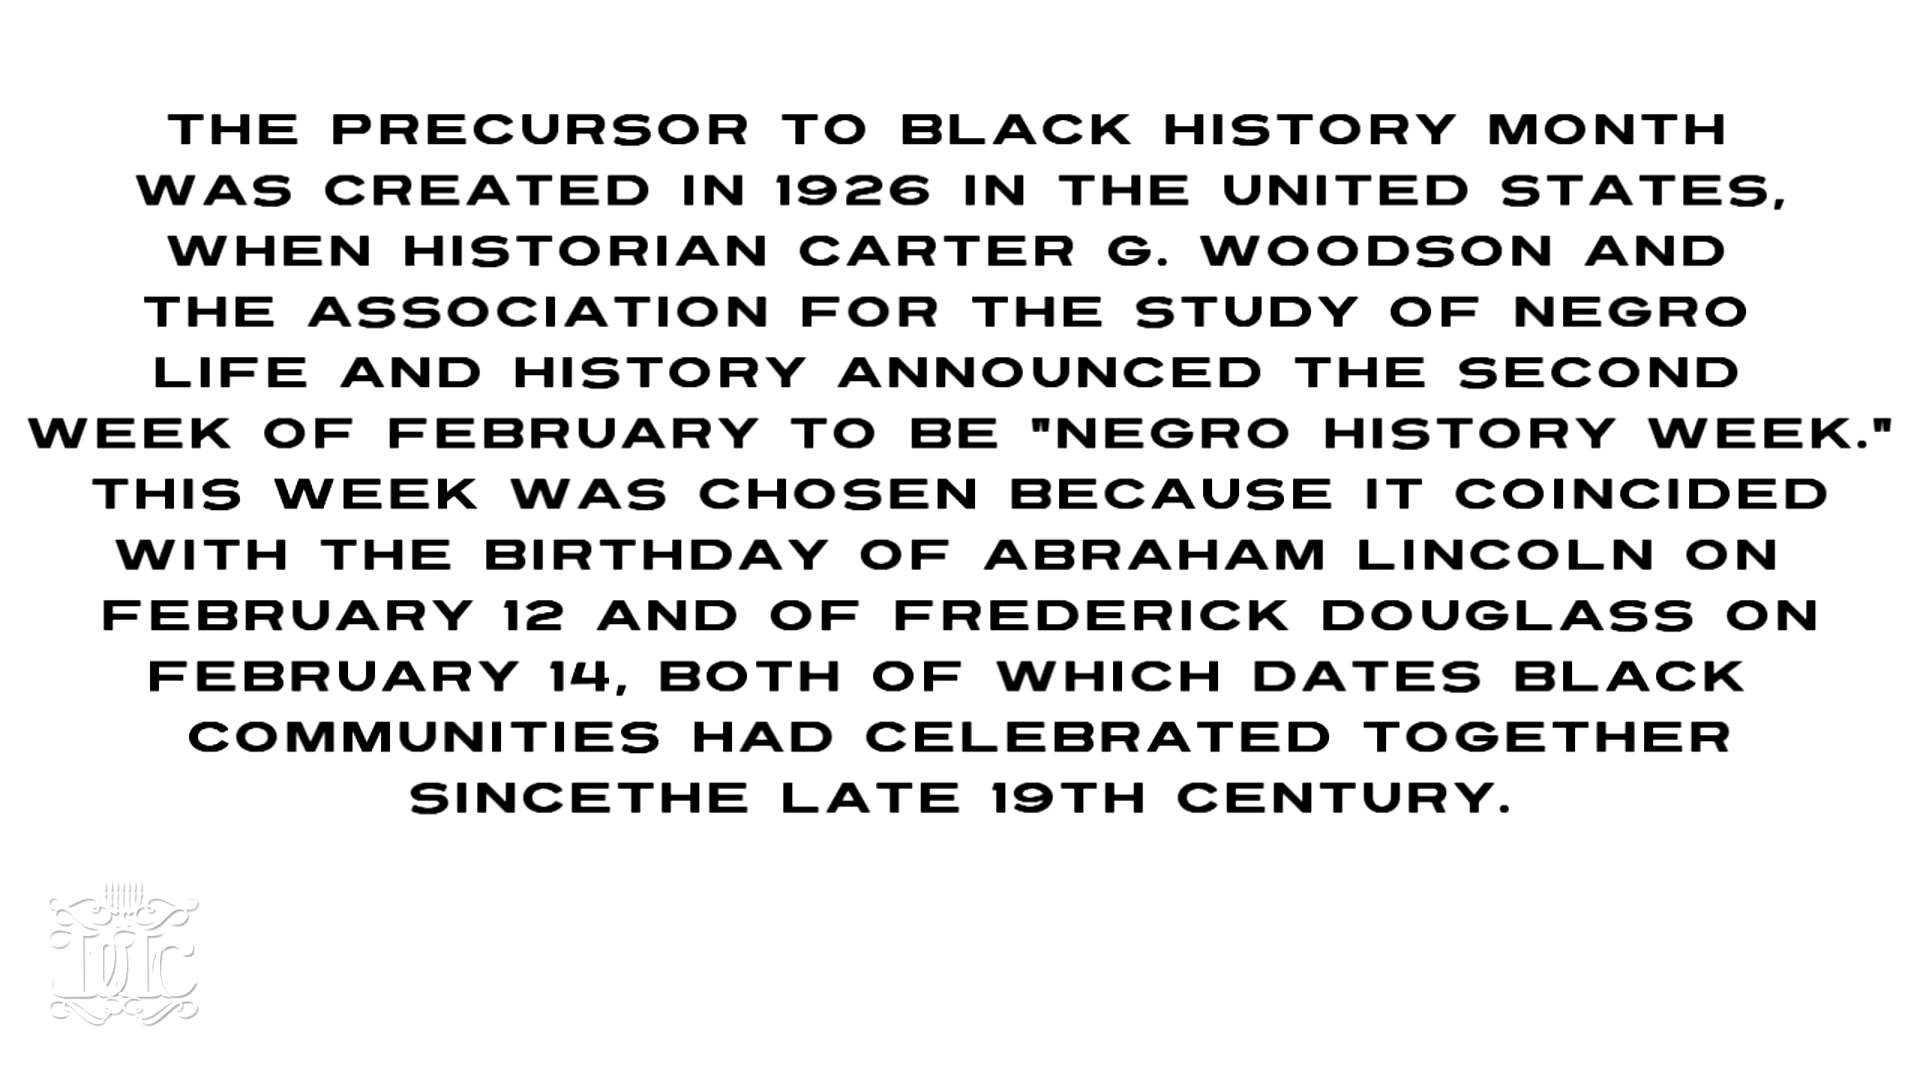 THE PRECURSOR TO BLACK HISTORY MONTH
WAS CREATED IN 1926 IN THE UNITED STATES,
WHEN HISTORIAN CARTER G. WOODSON AND
THE ASSOCIATION FOR THE STUDY OF NEGRO
LIFE AND HISTORY ANNOUNCED THE SECOND
WEEK OF FEBRUARY TO BE "NEGRO HISTORY WEEK."
THIS WEEK WAS CHOSEN BECAUSE IT COINCIDED
WITH THE BIRTHDAY OF ABRAHAM LINCOLN ON
FEBRUARY 12 AND OF FREDERICK DOUGLASS ON
FEBRUARY 14, BOTH OF WHICH DATES BLACK
COMMUNITIES HAD CELEBRATED TOGETHER
SINCETHE LATE 19TH CENTURY.